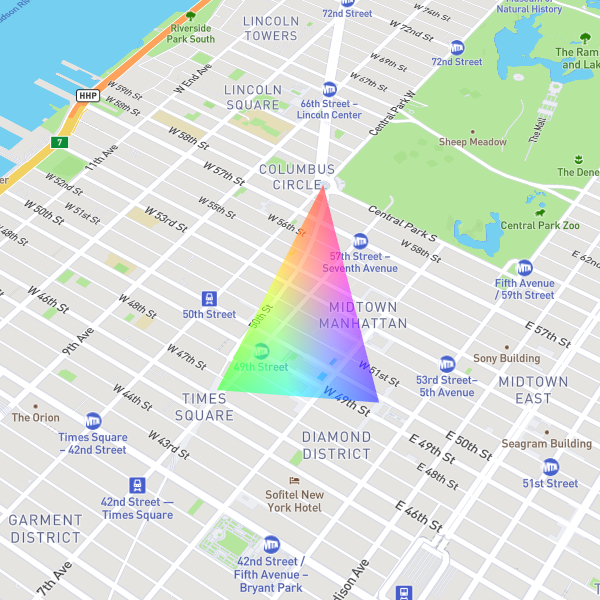 Museum of
Natural History
72nd Street
W 74th St
W 72nd St
LINCOLN
TOWERS
Riverside
Park South
72nd Street
The Ram
and Lak
W End Ave
W 67th St
HHP
W 59th St
W 58th St
LINCOLN
SQUARE
66th Street –
Lincoln Center
Central Park W
The Mall
Sheep Meadow
7
W 58th St
11th Ave
W 57th St
The Dene
COLUMBUS
CIRCLE
W 52nd St
W 51st St
W 50th St
W 53rd St
W 55th St
W 56th St
Central Park S
W 58th St
Central Park Zoo
48th St
57th Street –
Seventh Avenue
E 62n
Fifth Avenue
/ 59th Street
W 46th St
W 48th St
50th Street
50th St
MIDTOWN
MANHATTAN
E 57th St
9th Ave
W 47th St
49th Street
W 51st St
53rd Street–
5th Avenue
Sony Building
MIDTOWN
EAST
W 44th St
TIMES
SQUARE
W 49th St
The Orion
Times Square
– 42nd Street
W 43rd St
DIAMOND
DISTRICT
E 49th St
E 50th St
Seagram Building
E 48th St
51st Street
42nd Street —
Times Square
Sofitel New
York Hotel
E 46th St
GARMENT
DISTRICT
7th Ave
42nd Street /
Fifth Avenue –
Bryant Park
dison Ave